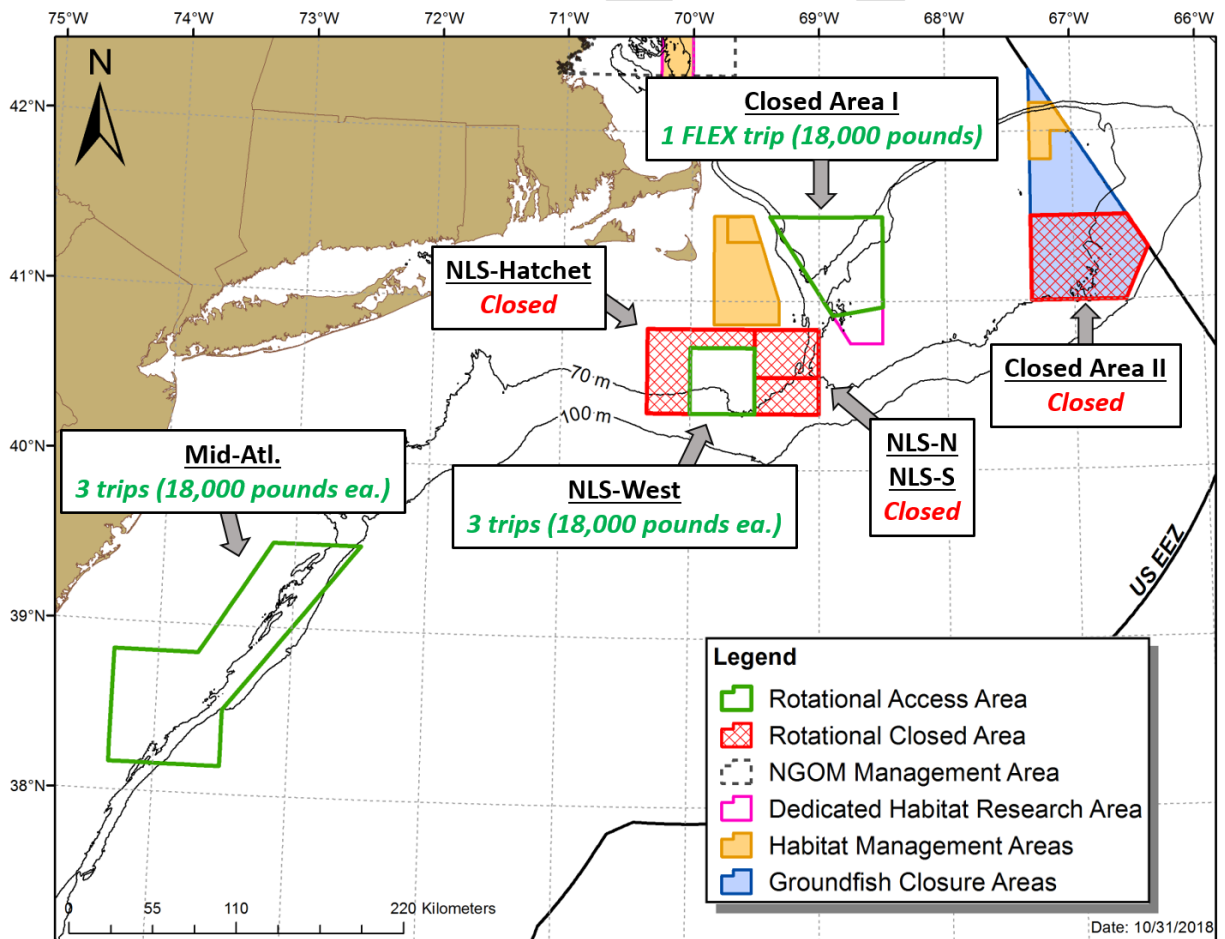 75°W
74°W
73°W
72°W
71°W
70°W
69°W
68°W
67°W
66°W
N
42°N
41°N
40°N
39°N
38°N
Closed Area I
1 FLEX trip (18,000 pounds)
NLS-Hatchet
Closed
Closed Area II
Closed
70 m
100 m
Mid-Atl.
3 trips (18,000 pounds ea.)
NLS-West
3 trips (18,000 pounds ea.)
NLS-N
NLS-S
Closed
US EEZ
Legend
Rotational Access Area
Rotational Closed Area
NGOM Management Area
Dedicated Habitat Research Area
Habitat Management Areas
Groundfish Closure Areas
0 55 110 220 Kilometers
Date: 10/31/2018